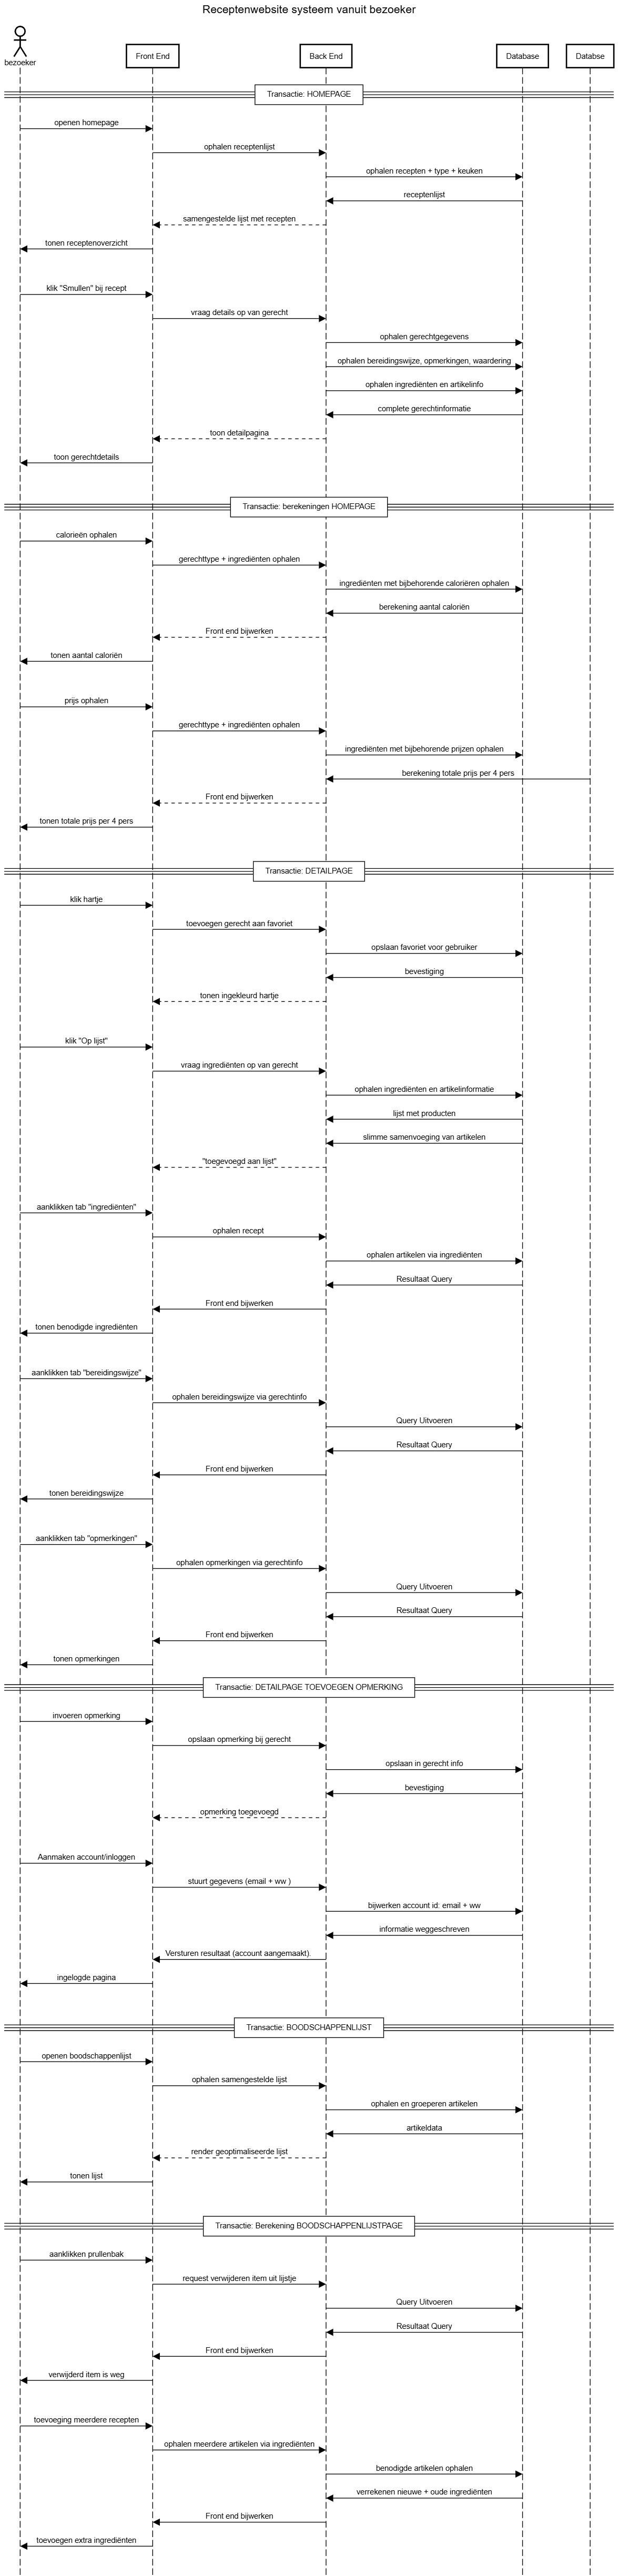 Receptenwebsite systeem vanuit bezoeker
bezoeker
Front End
Back End
Database
Databse
Transactie: HOMEPAGE
openen homepage
ophalen receptenlijst
ophalen recepten + type + keuken
receptenlijst
samengestelde lijst met recepten
tonen receptenoverzicht
klik "Smullen" bij recept
vraag details op van gerecht
ophalen gerechtgegevens
ophalen bereidingswijze, opmerkingen, waardering
ophalen ingrediënten en artikelinfo
complete gerechtinformatie
toon detailpagina
toon gerechtdetails
Transactie: berekeningen HOMEPAGE
calorieën ophalen
gerechttype + ingrediënten ophalen
ingrediënten met bijbehorende caloriëren ophalen
berekening aantal caloriën
Front end bijwerken
tonen aantal caloriën
prijs ophalen
gerechttype + ingrediënten ophalen
ingrediënten met bijbehorende prijzen ophalen
berekening totale prijs per 4 pers
Front end bijwerken
tonen totale prijs per 4 pers
Transactie: DETAILPAGE
klik hartje
toevoegen gerecht aan favoriet
opslaan favoriet voor gebruiker
bevestiging
tonen ingekleurd hartje
klik "Op lijst"
vraag ingrediënten op van gerecht
ophalen ingrediënten en artikelinformatie
lijst met producten
slimme samenvoeging van artikelen
"toegevoegd aan lijst"
aanklikken tab "ingrediënten"
ophalen recept
ophalen artikelen via ingrediënten
Resultaat Query
Front end bijwerken
tonen benodigde ingrediënten
aanklikken tab "bereidingswijze"
ophalen bereidingswijze via gerechtinfo
Query Uitvoeren
Resultaat Query
Front end bijwerken
tonen bereidingswijze
aanklikken tab "opmerkingen"
ophalen opmerkingen via gerechtinfo
Query Uitvoeren
Resultaat Query
Front end bijwerken
tonen opmerkingen
Transactie: DETAILPAGE TOEVOEGEN OPMERKING
invoeren opmerking
opslaan opmerking bij gerecht
opslaan in gerecht info
bevestiging
opmerking toegevoegd
Aanmaken account/inloggen
stuurt gegevens (email + ww )
bijwerken account id: email + ww
informatie weggeschreven
Versturen resultaat (account aangemaakt).
ingelogde pagina
Transactie: BOODSCHAPPENLIJST
openen boodschappenlijst
ophalen samengestelde lijst
ophalen en groeperen artikelen
artikeldata
render geoptimaliseerde lijst
tonen lijst
Transactie: Berekening BOODSCHAPPENLIJSTPAGE
aanklikken prullenbak
request verwijderen item uit lijstje
Query Uitvoeren
Resultaat Query
Front end bijwerken
verwijderd item is weg
toevoeging meerdere recepten
ophalen meerdere artikelen via ingrediënten
benodigde artikelen ophalen
verrekenen nieuwe + oude ingrediënten
Front end bijwerken
toevoegen extra ingrediënten